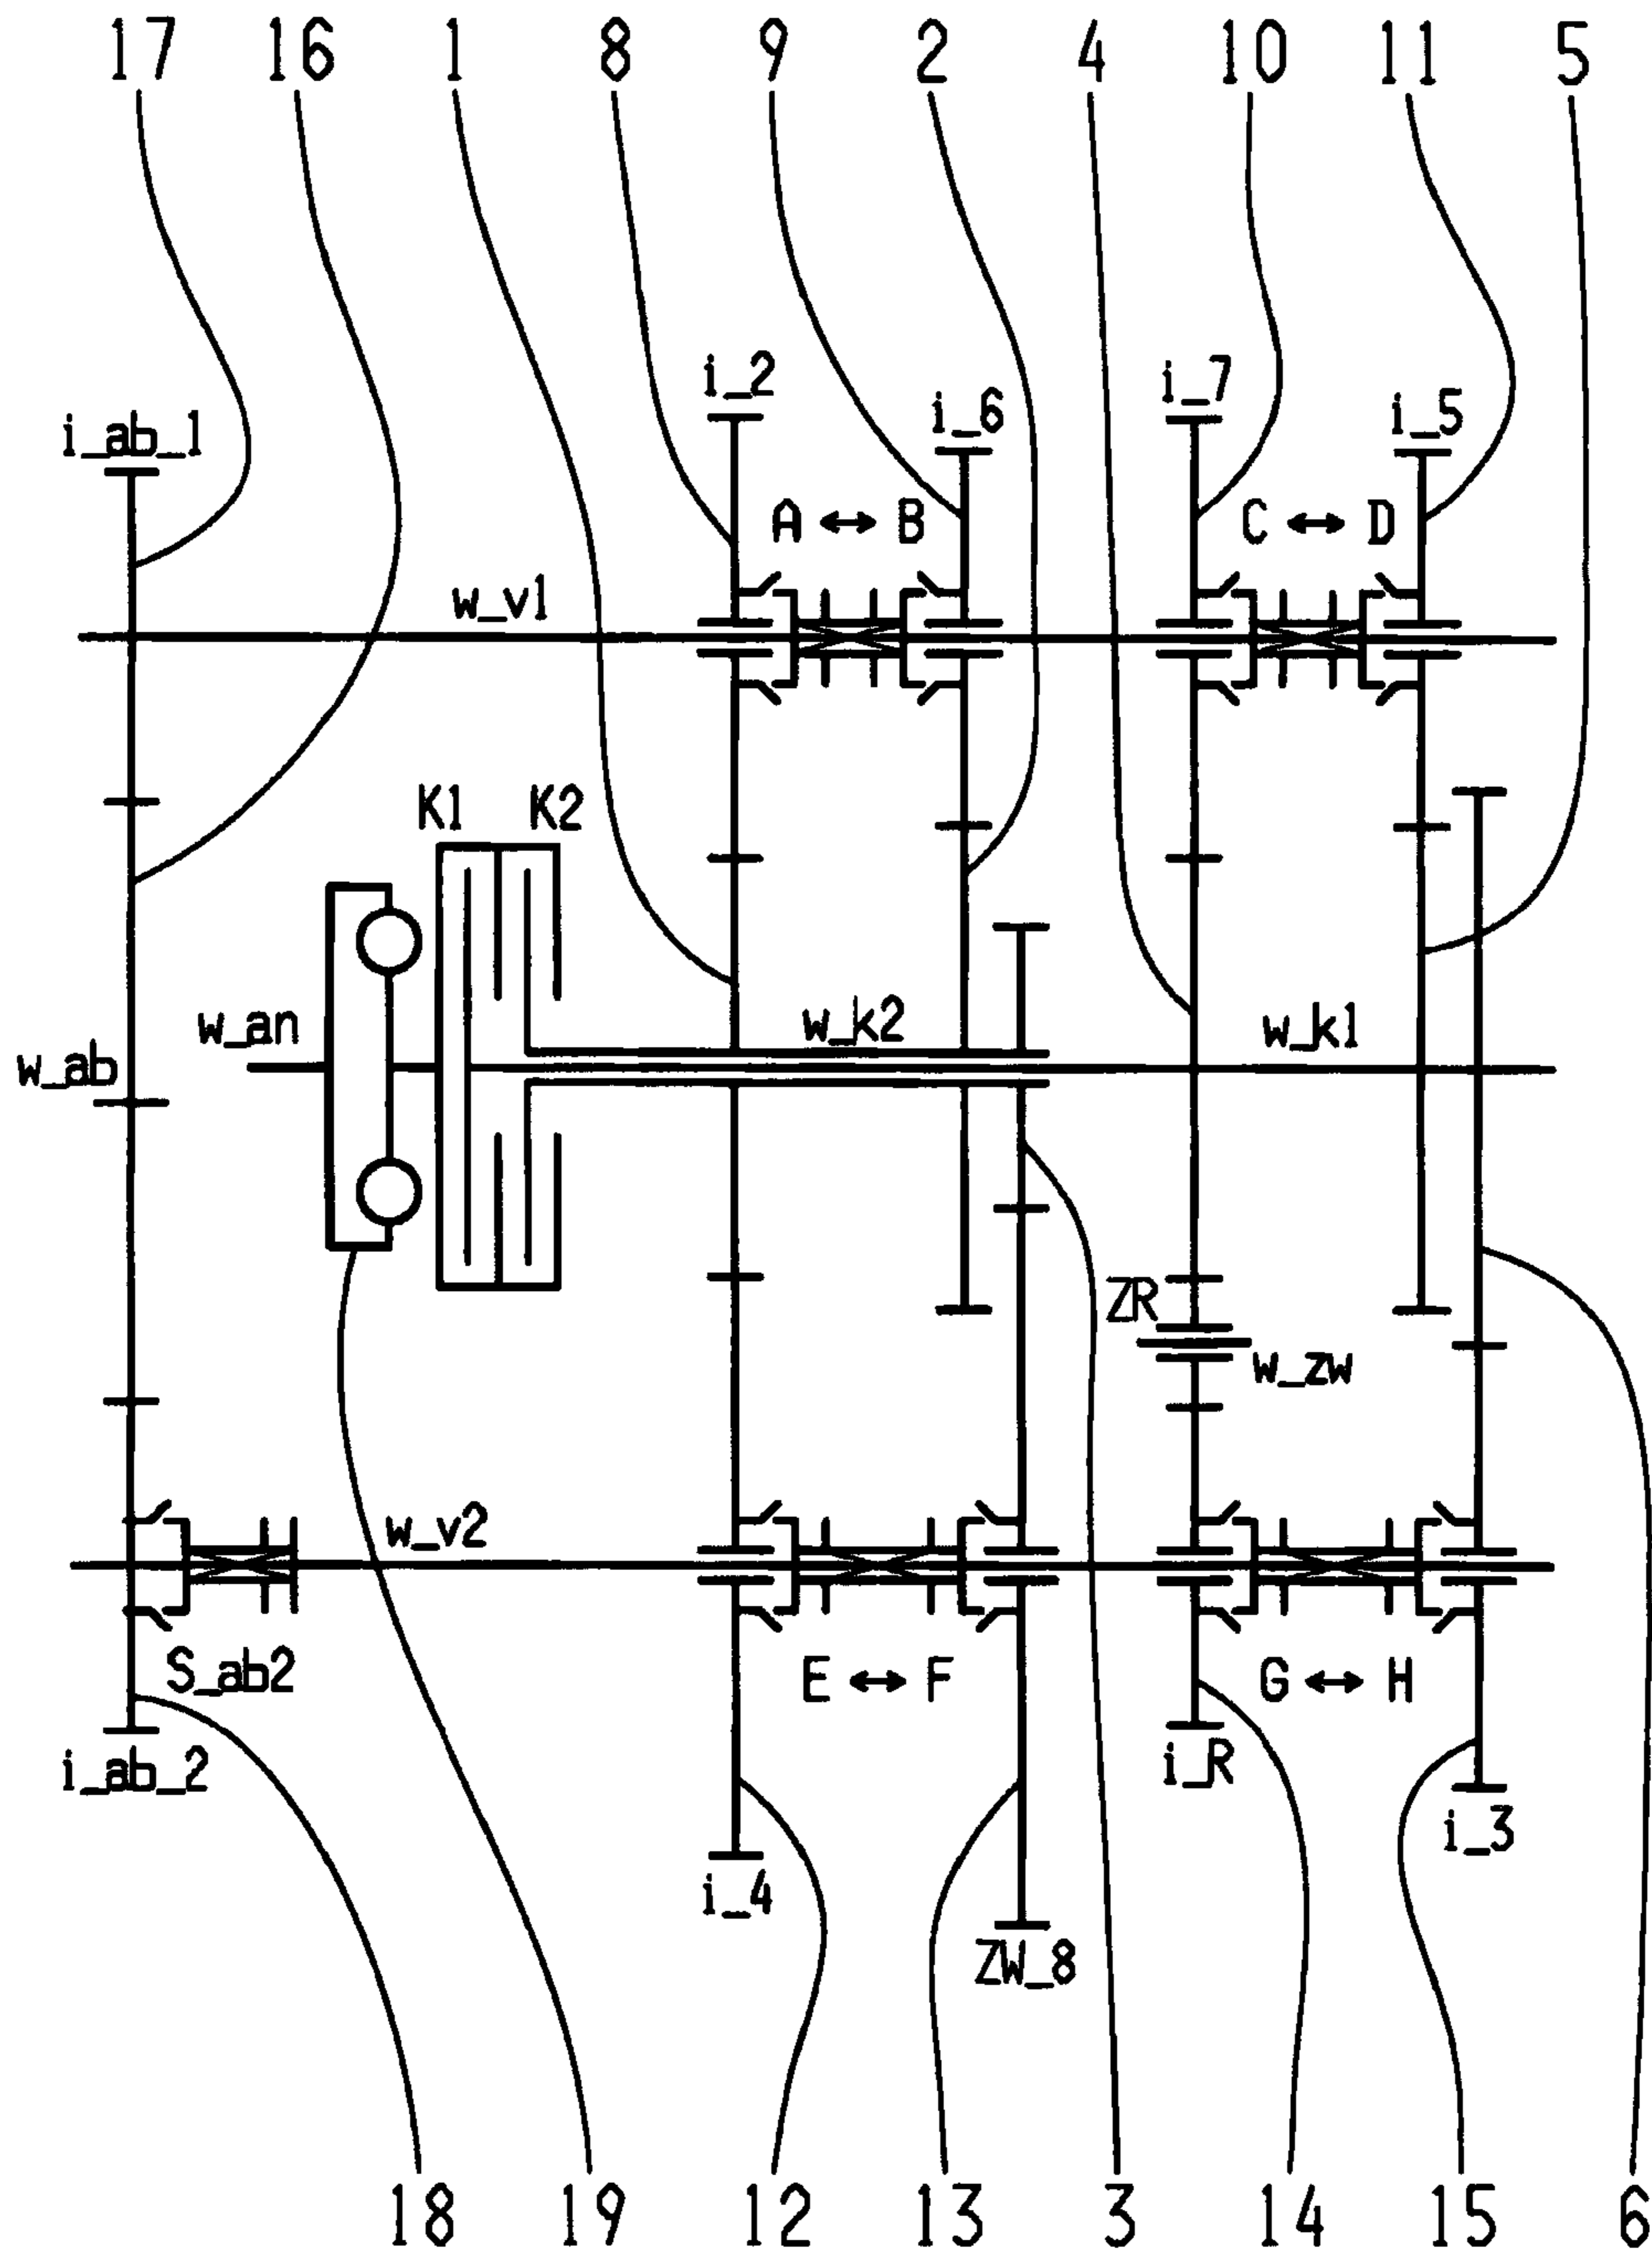 17 16 1 8 9 2 4 10 11 5
i_2 i_7
i_6 i_5
i_ab_1
A ↔ B C ↔ D
w_v1
K1 K2
w_an w_k2 w_k1
w_ab
ZR
w_zw
w_v2
S_ab2 E ↔ F G ↔ H
i_ab_2 i_R
i_3
i_4
ZW_8
18 19 12 13 3 14 15 6